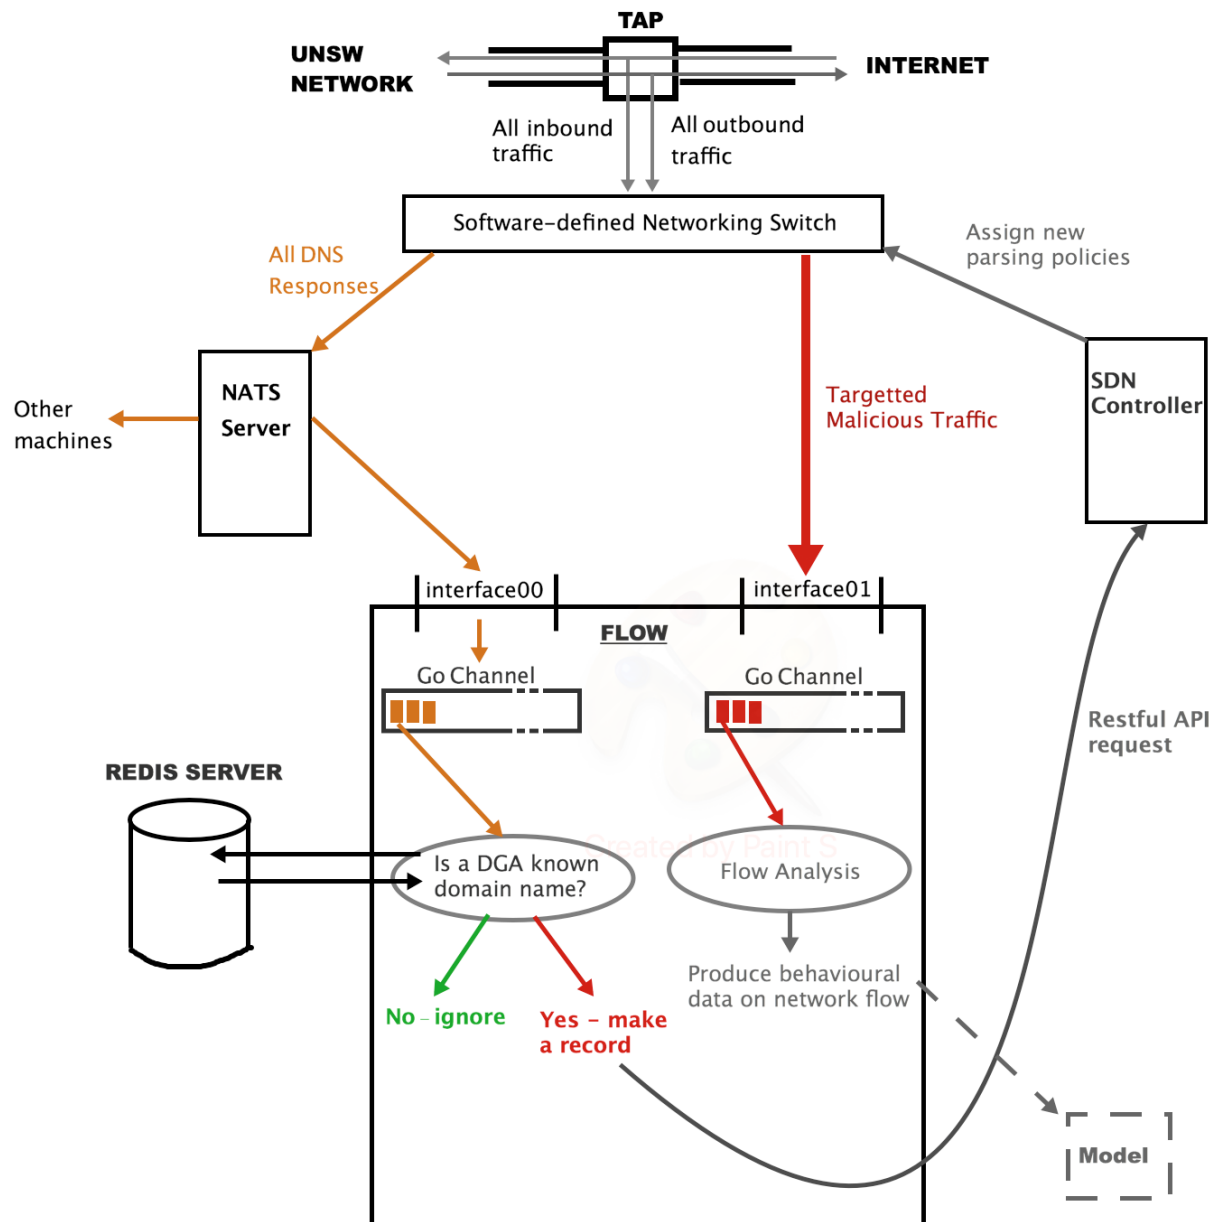 TAP
UNSW
NETWORK
INTERNET
All inbound
traffic
All outbound
traffic
Software-defined Networking Switch
All DNS
Responses
Assign new
parsing policies
NATS
Server
Other
machines
Targetted
Malicious Traffic
SDN
Controller
interface00
interface01
FLOW
Go Channel
Go Channel
Restful API
request
REDIS SERVER
Created by Paint S
Is a DGA known
domain name?
Flow Analysis
Produce behavioural
data on network flow
No – ignore
Yes – make
a record
Model